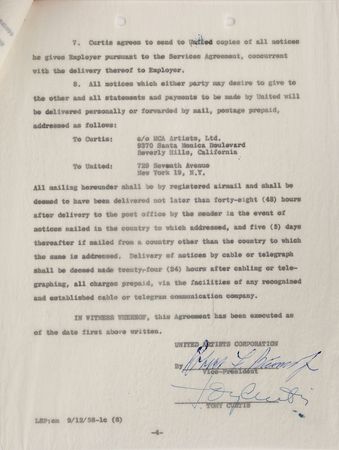 7. Curtis agrees to send to United copies of all notices
he gives Employer pursuant to the Services Agreement, concurrent
with the delivery thereof to Employer.
8. All notices which either party may desire to give to
the other and all statements and payments to be made by United will
be delivered personally or forwarded by mail, postage prepaid,
addressed as follows:
To Curtis: c/o MCA Artists, Ltd.
9370 Santa Monica Boulevard
Beverly Hills, California
To United: 729 Seventh Avenue
New York 19, N.Y.
All mailing hereunder shall be by registered airmail and shall be
deemed to have been delivered not later than forty-eight (48) hours
after delivery to the post office by the sender in the event of
notices mailed in the country to which addressed, and five (5) days
thereafter if mailed from a country other than the country to which
the same is addressed. Delivery of notices by cable or telegraph
shall be deemed made twenty-four (24) hours after cabling or tele-
graphing, all charges prepaid, via the facilities of any recognized
and established cable or telegram communication company.
IN WITNESS WHEREOF, this Agreement has been executed as
of the date first above written.
UNITED ARTISTS CORPORATION
By
Vice-President
Tony Curtis
TONY CURTIS
LEP:en 9/12/58-1c (6)
-4-